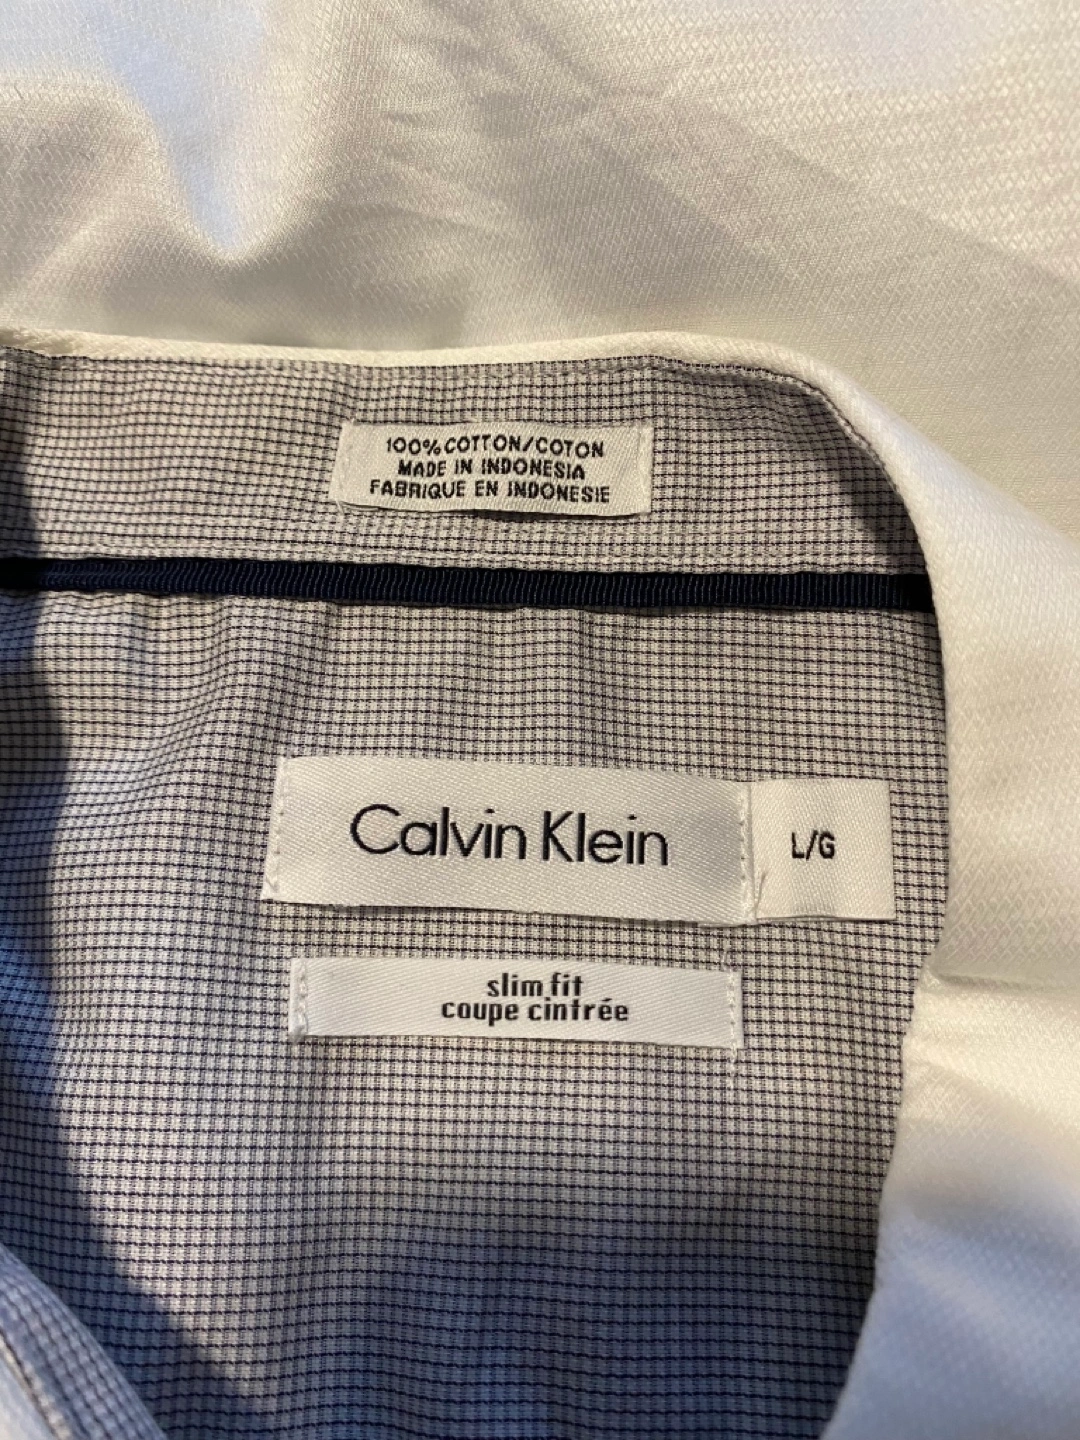 100% COTTON/COTON
MADE IN INDONESIA
FABRIQUE EN INDONESIE
Calvin Klein
L/G
slim fit
coupe cintrée